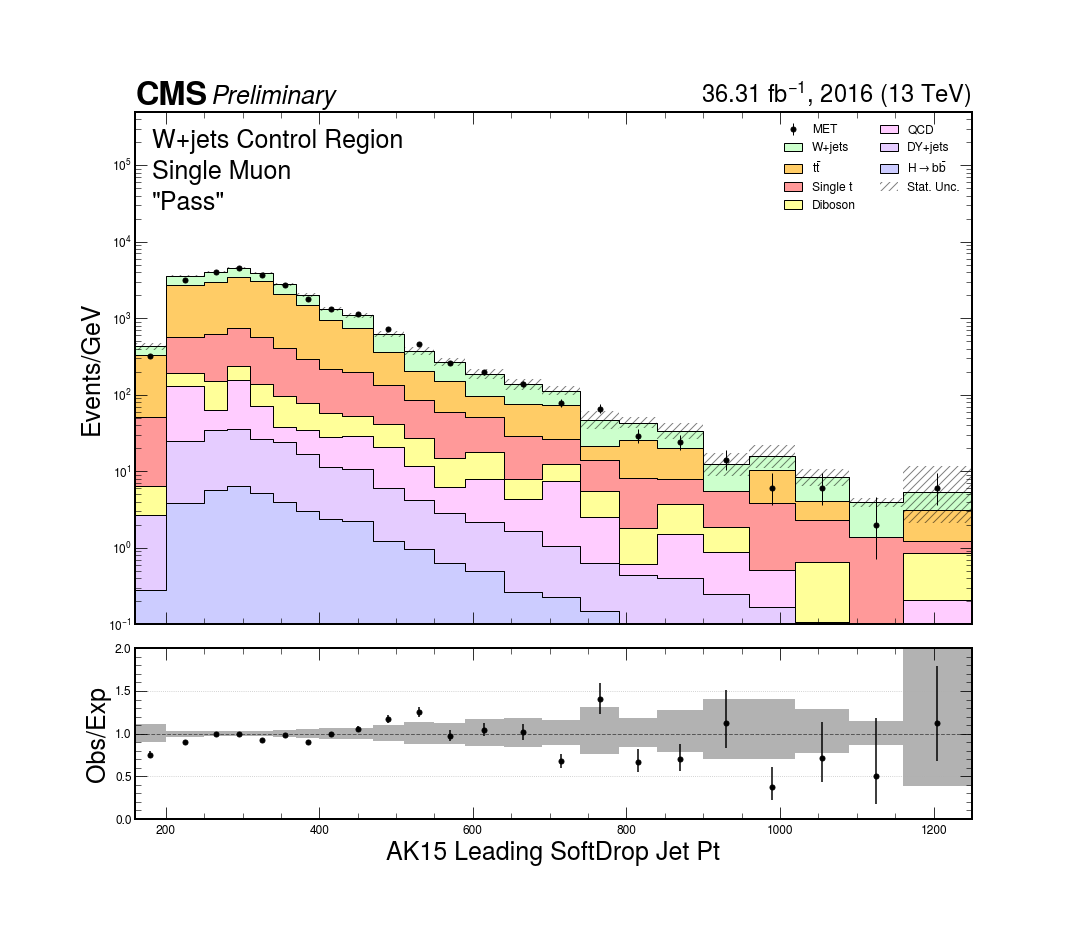 CMS Preliminary
36.31 fb⁻¹, 2016 (13 TeV)
W+jets Control Region
Single Muon
"Pass"
MET
W+jets
tt̄
Single t
Diboson
QCD
DY+jets
H→bb̄
Stat. Unc.
Events/GeV
10⁵
10⁴
10³
10²
10¹
10⁰
10⁻¹
Obs/Exp
2.0
1.5
1.0
0.5
0.0
200 400 600 800 1000 1200
AK15 Leading SoftDrop Jet Pt